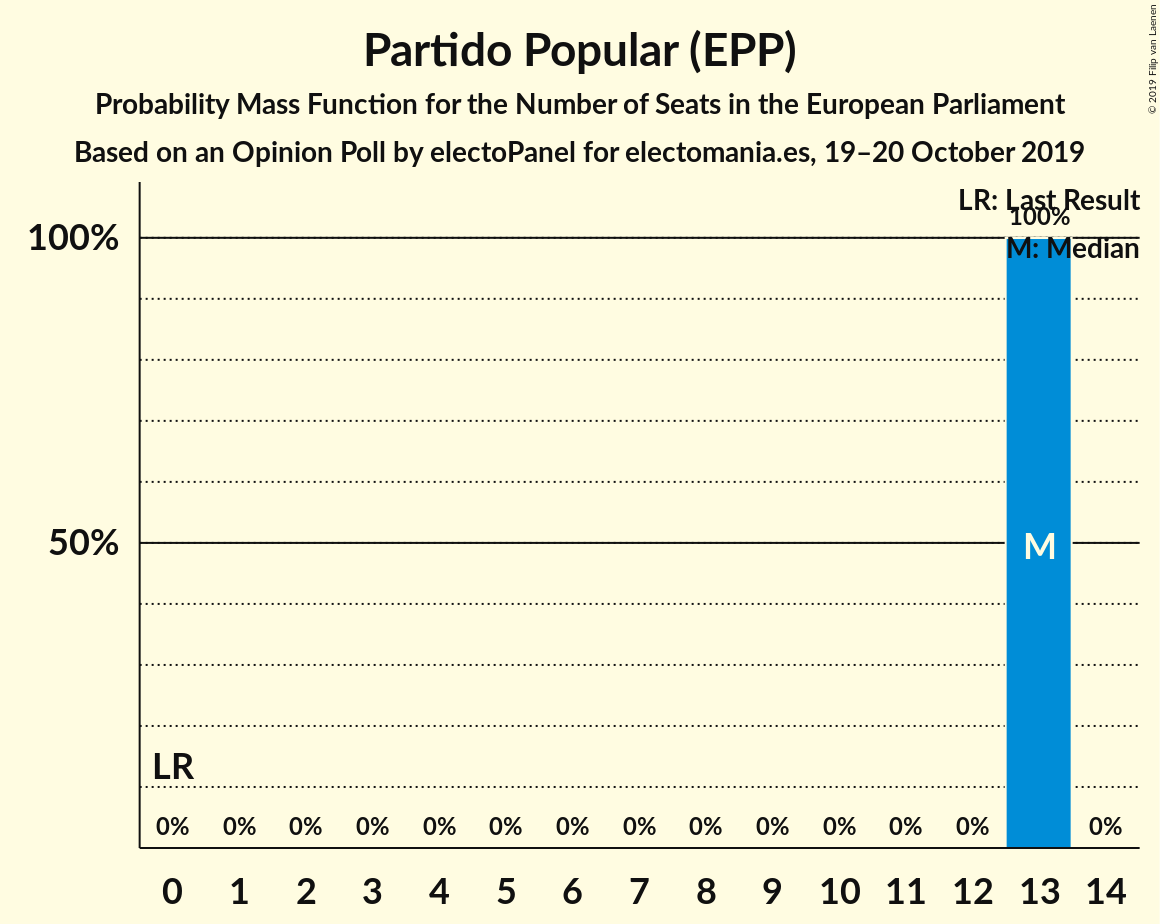 Partido Popular (EPP)
Probability Mass Function for the Number of Seats in the European Parliament
Based on an Opinion Poll by electoPanel for electomania.es, 19–20 October 2019
© 2019 Filip van Laenen
LR: Last Result
100%
M: Median
100%
50%
M
LR
0% 0% 0% 0% 0% 0% 0% 0% 0% 0% 0% 0% 0% 0%
0 1 2 3 4 5 6 7 8 9 10 11 12 13 14